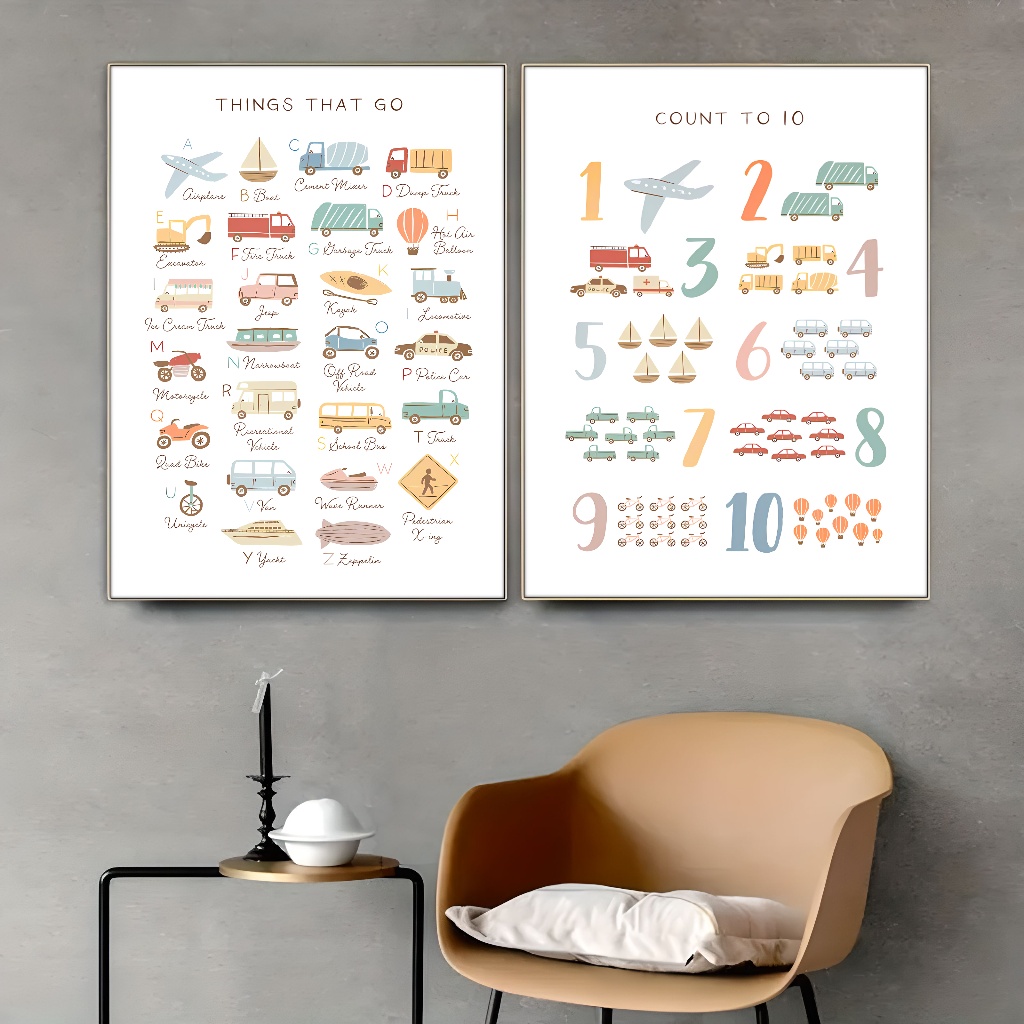 THINGS THAT GO
A
Airplane
B Boat
C
Cement Mixer
D Dump Truck
E
Excavator
F Fire Truck
G Garbage Truck
H
Hot Air
Balloon
Ice Cream Truck
J
Jeep
K
Kayak
Locomotive
M
Motorcycle
N Narrowboat
O
Off Road
Vehicle
POLICE
P Police Car
Q
Quad Bike
R
Recreational
Vehicle
S School Bus
T Truck
U
Unicycle
V Van
W
Wave Runner
X
Pedestrian
X ing
Y Yacht
Z Zeppelin
COUNT TO 10
1
2
3
POLICE
4
5
6
7
8
9
10